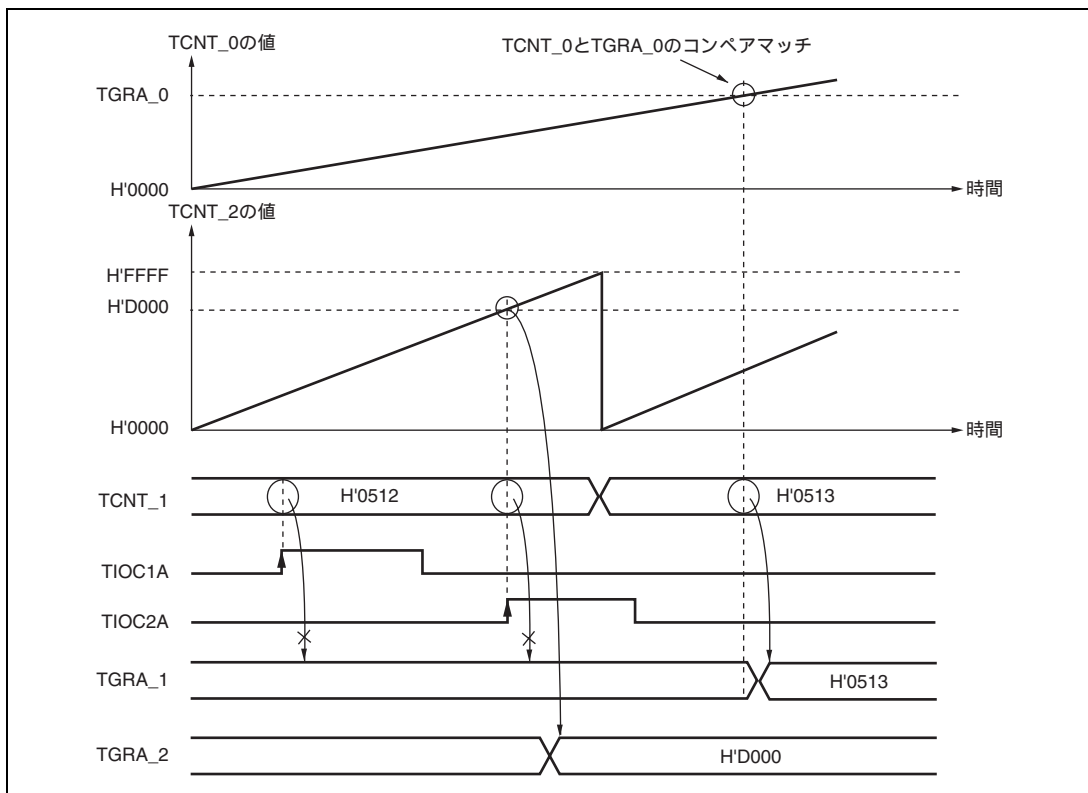 TCNT_0の値
TCNT_0とTGRA_0のコンペアマッチ
TGRA_0
H'0000
時間
TCNT_2の値
H'FFFF
H'D000
H'0000
時間
TCNT_1
H'0512
H'0513
TIOC1A
TIOC2A
TGRA_1
H'0513
TGRA_2
H'D000